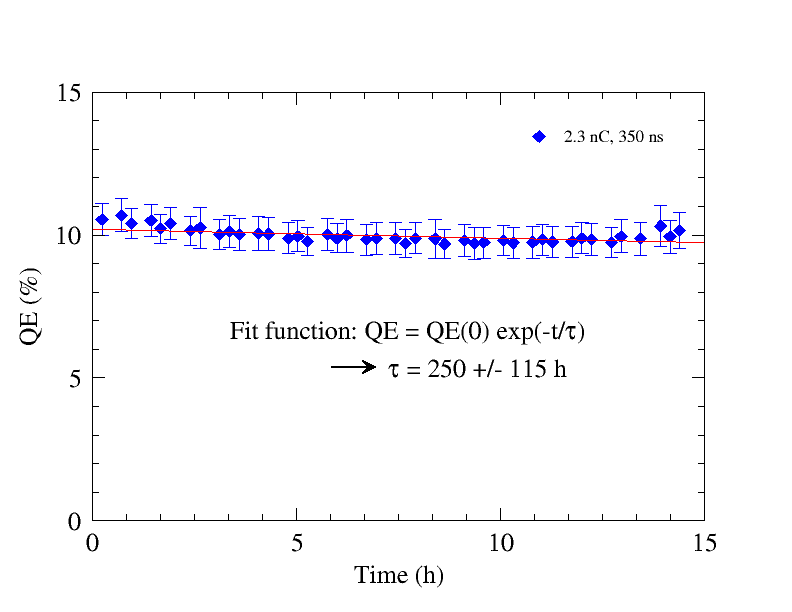 15
2.3 nC, 350 ns
10
QE (%)
Fit function: QE = QE(0) exp(-t/τ)
τ = 250 +/- 115 h
5
0
0 5 10 15
Time (h)